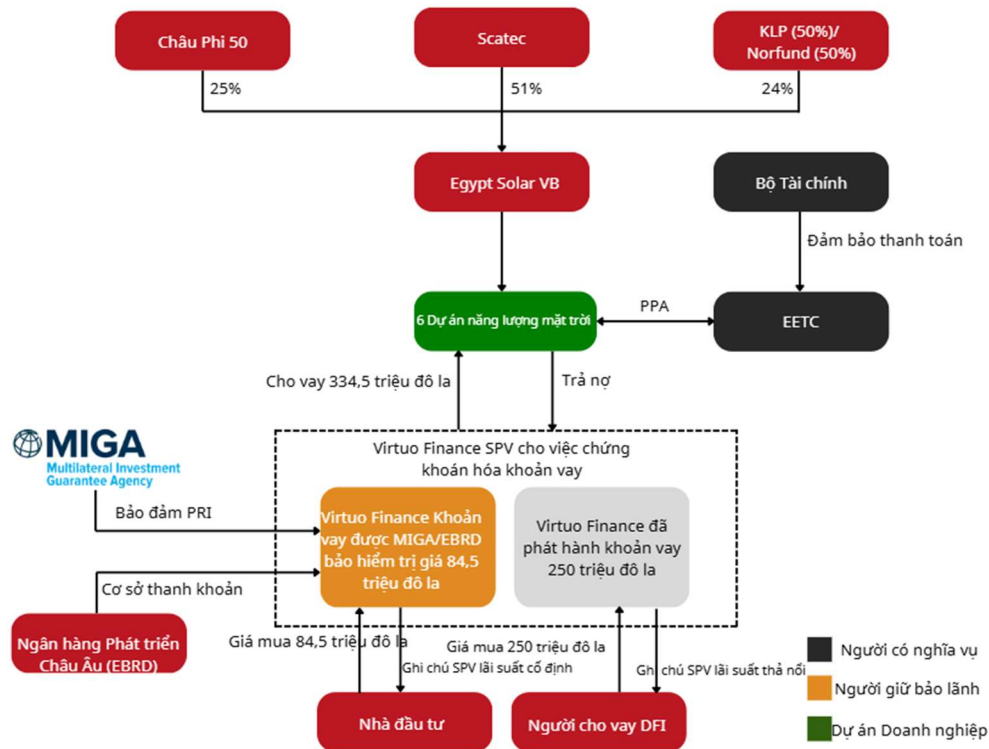 Châu Phi 50
Scatec
KLP (50%)/
Norfund (50%)
25%
51%
24%
Egypt Solar VB
Bộ Tài chính
Đảm bảo thanh toán
6 Dự án năng lượng mặt trời
PPA
EETC
Cho vay 334,5 triệu đô la
Trả nợ
MIGA
Multilateral Investment
Guarantee Agency
Virtuo Finance SPV cho việc chứng
khoán hóa khoản vay
Bảo đảm PRI
Virtuo Finance Khoản
vay được MIGA/EBRD
bảo hiểm trị giá 84,5
triệu đô la
Virtuo Finance đã
phát hành khoản vay
250 triệu đô la
Cơ sở thanh khoản
Ngân hàng Phát triển
Châu Âu (EBRD)
Giá mua 84,5 triệu đô la
Ghi chú SPV lãi suất cố định
Giá mua 250 triệu đô la
Ghi chú SPV lãi suất thả nổi
Nhà đầu tư
Người cho vay DFI
Người có nghĩa vụ
Người giữ bảo lãnh
Dự án Doanh nghiệp